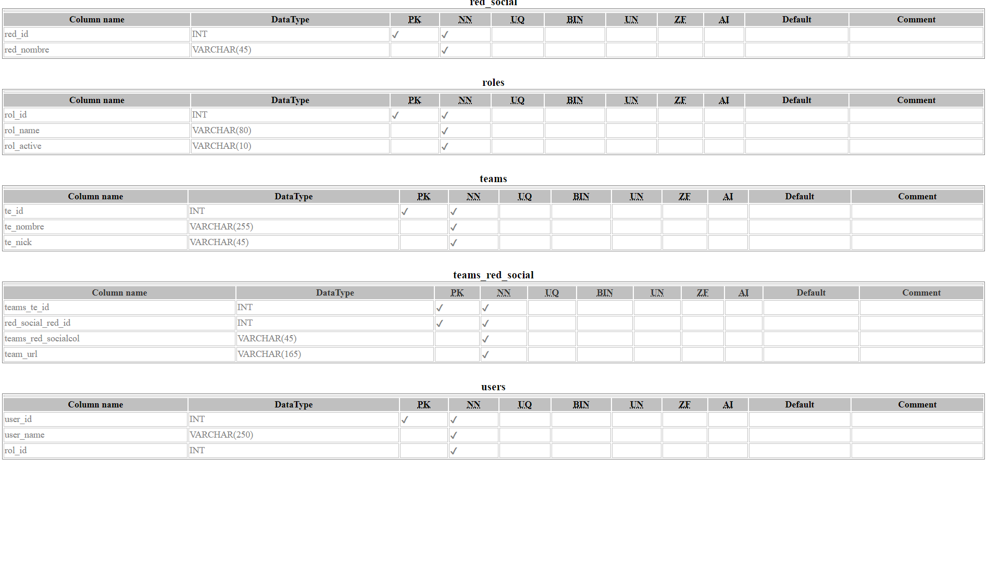 red_social
Column name DataType PK NN UQ BIN UN ZF AI Default Comment
red_id INT ✓ ✓
red_nombre VARCHAR(45) ✓
roles
Column name DataType PK NN UQ BIN UN ZF AI Default Comment
rol_id INT ✓ ✓
rol_name VARCHAR(80) ✓
rol_active VARCHAR(10) ✓
teams
Column name DataType PK NN UQ BIN UN ZF AI Default Comment
te_id INT ✓ ✓
te_nombre VARCHAR(255) ✓
te_nick VARCHAR(45) ✓
teams_red_social
Column name DataType PK NN UQ BIN UN ZF AI Default Comment
teams_te_id INT ✓ ✓
red_social_red_id INT ✓ ✓
teams_red_socialcol VARCHAR(45) ✓
team_url VARCHAR(165) ✓
users
Column name DataType PK NN UQ BIN UN ZF AI Default Comment
user_id INT ✓ ✓
user_name VARCHAR(250) ✓
rol_id INT ✓